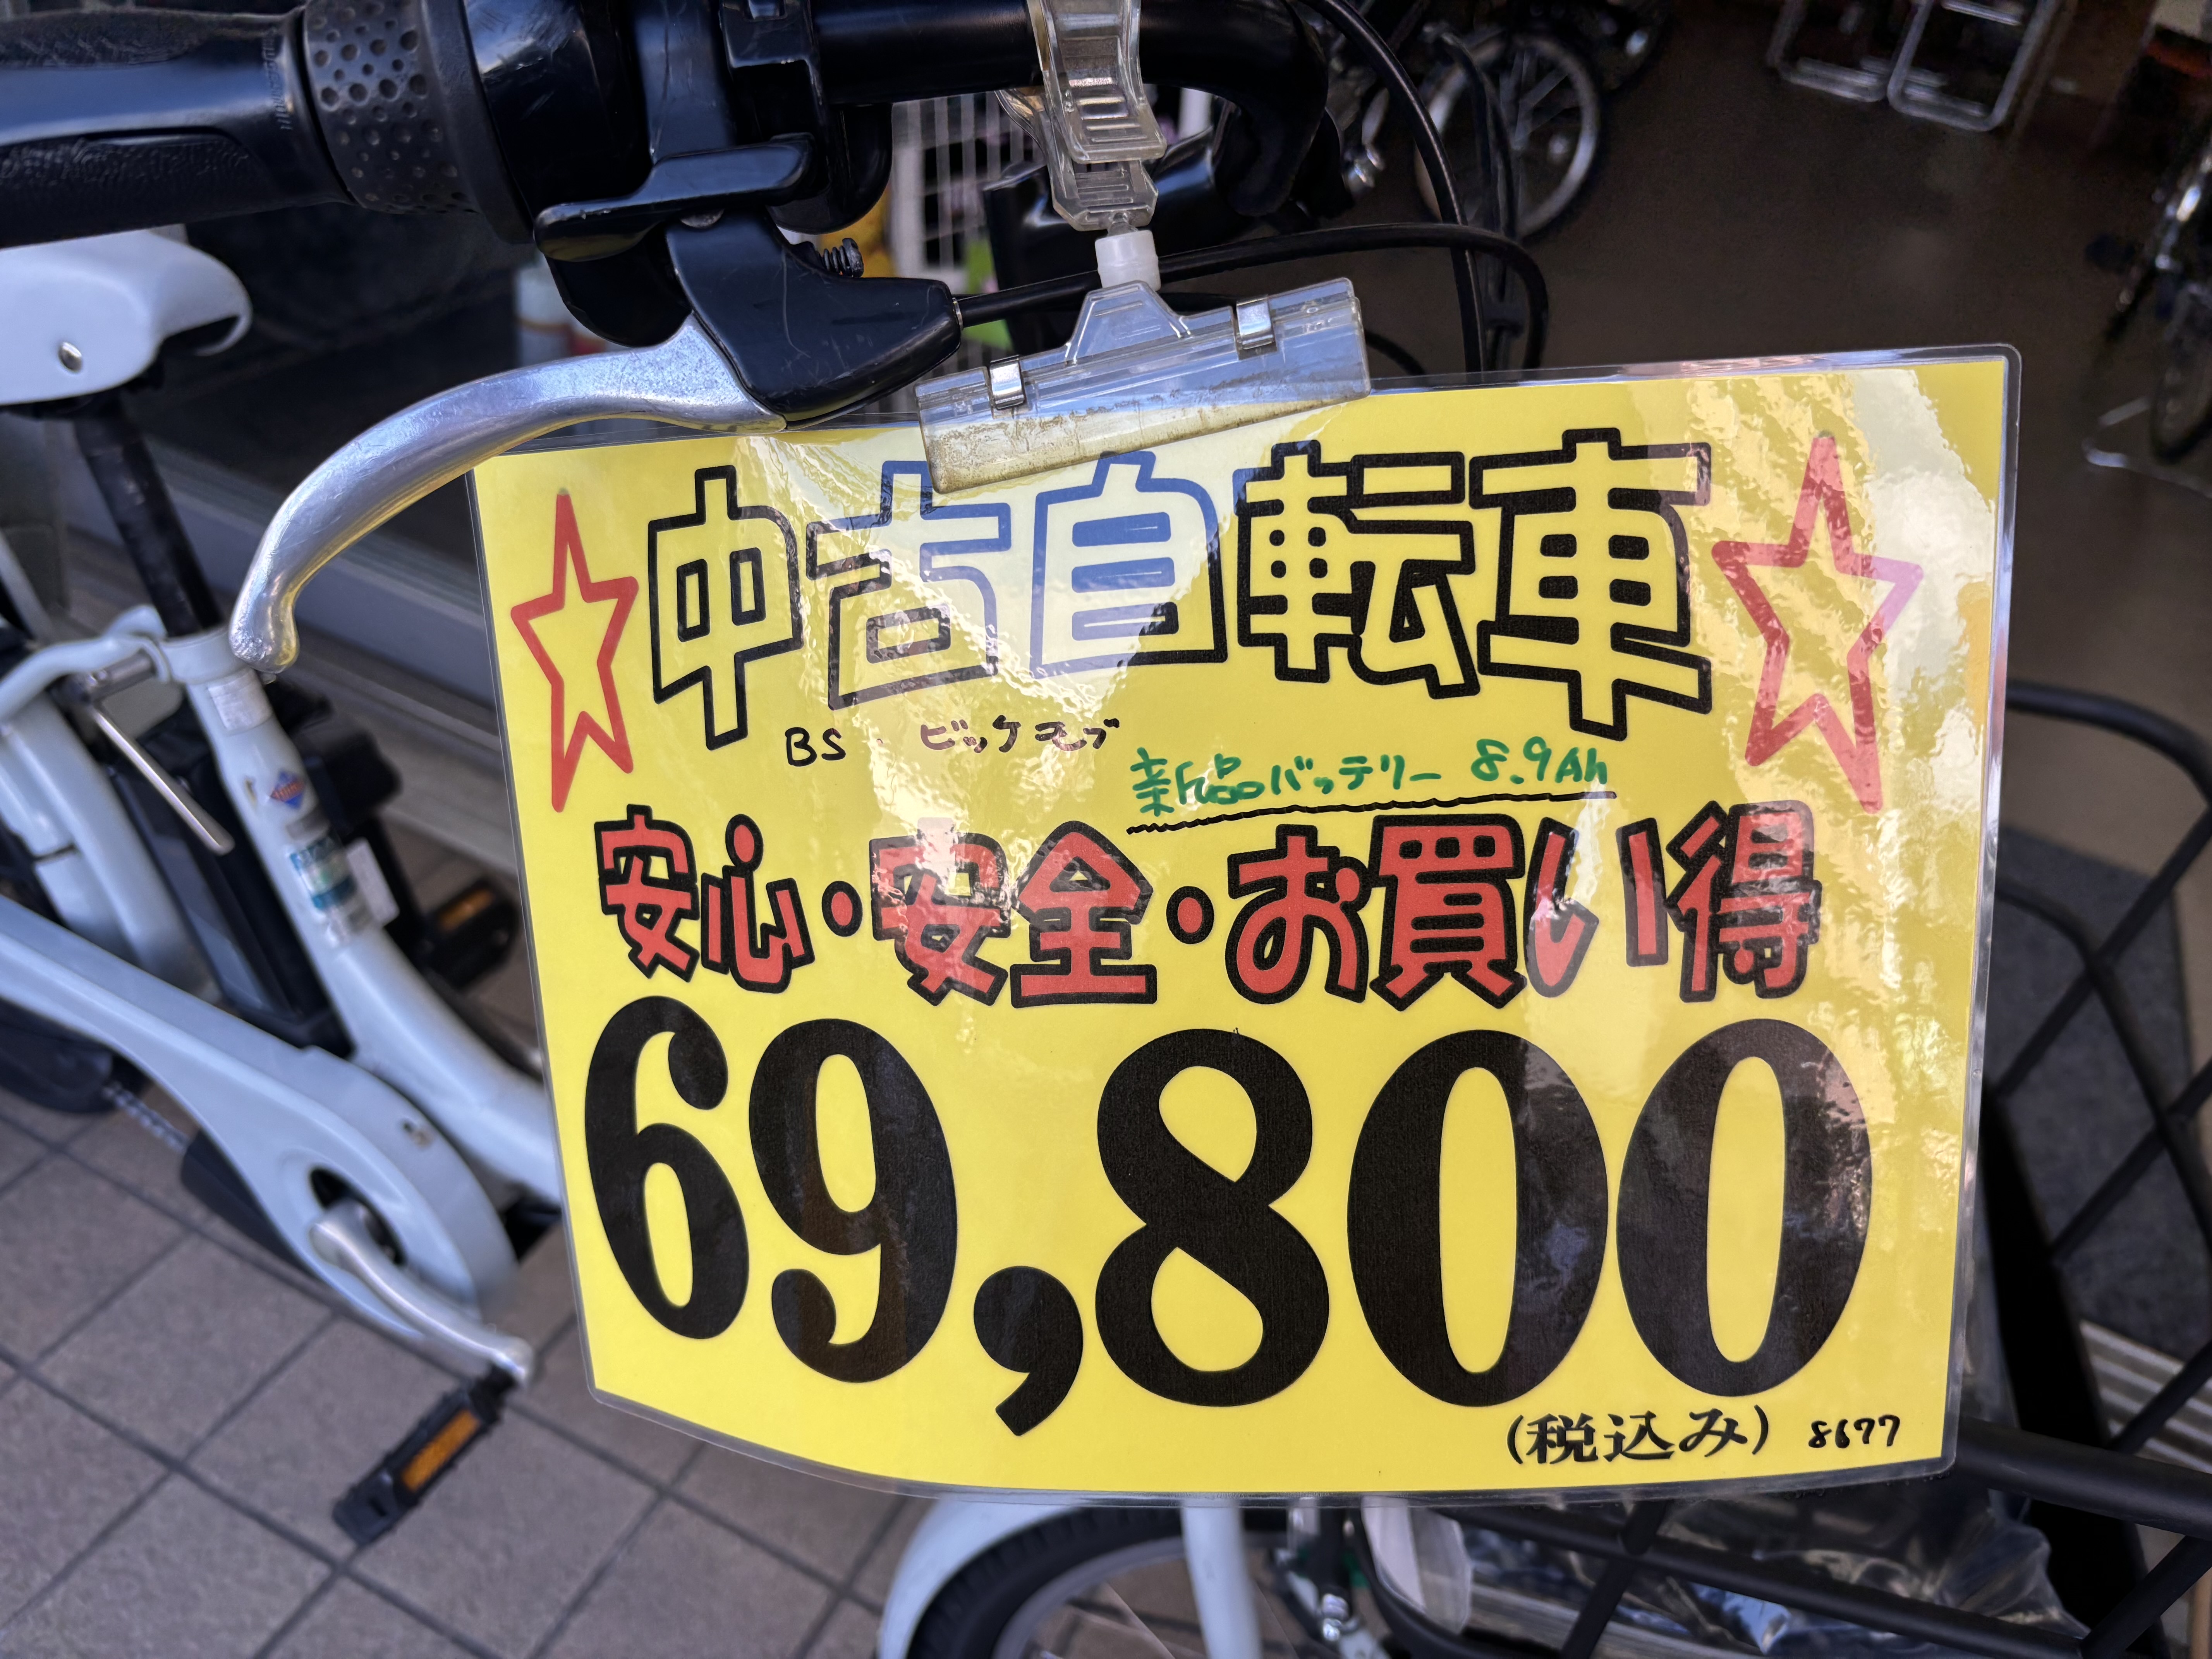 ☆中古自転車☆
BS ビッケモブ
新品バッテリー 8.9Ah
安心・安全・お買い得
69,800
(税込み) 8677